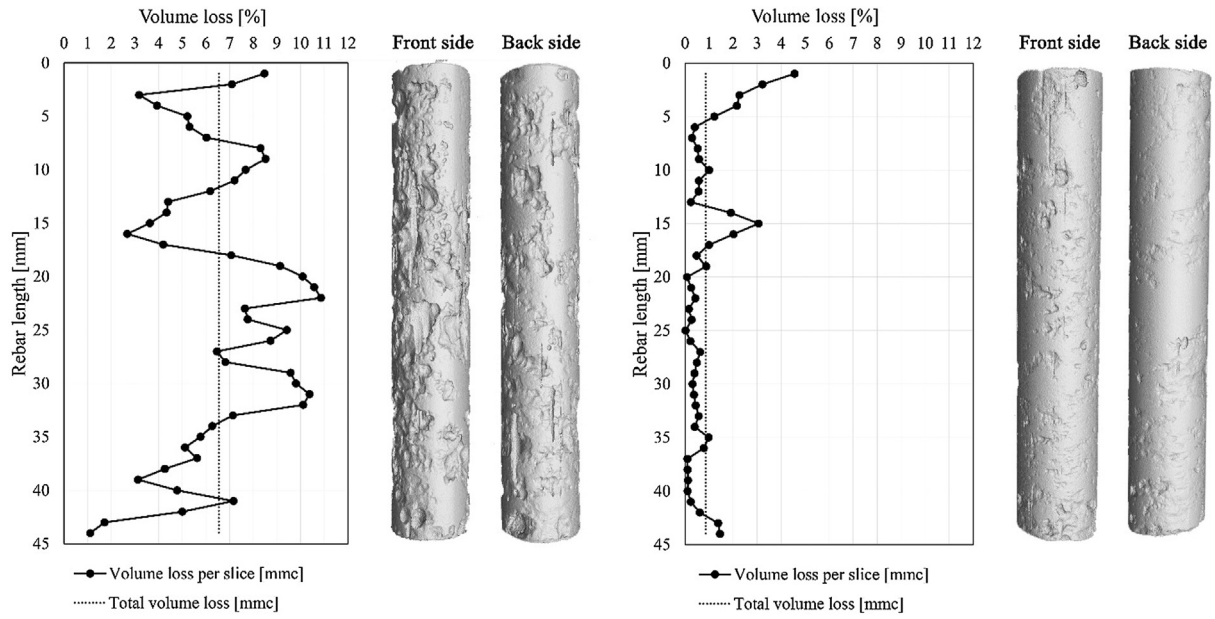 Volume loss [%]
0 1 2 3 4 5 6 7 8 9 10 11 12
Front side Back side
Rebar length [mm]
0
5
10
15
20
25
30
35
40
45
Volume loss per slice [mmc]
Total volume loss [mmc]
Volume loss [%]
0 1 2 3 4 5 6 7 8 9 10 11 12
Front side Back side
Rebar length [mm]
0
5
10
15
20
25
30
35
40
45
Volume loss per slice [mmc]
Total volume loss [mmc]